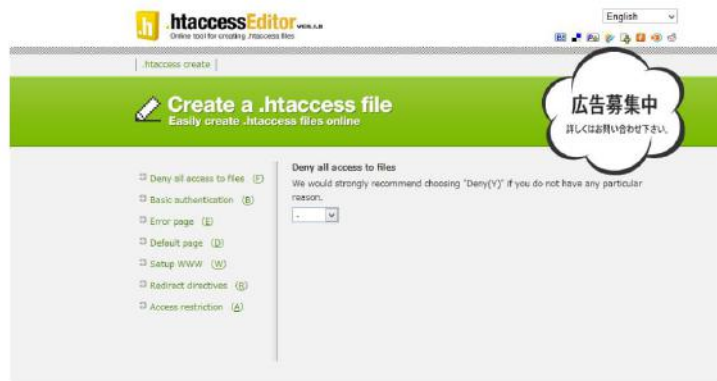 .htaccessEditor VER.1.0
Online tool for creating .htaccess files
English
.htaccess create
Create a .htaccess file
Easily create .htaccess files online
広告募集中
詳しくはお問い合わせ下さい。
Deny all access to files (F)
Basic authentication (B)
Error page (E)
Default page (D)
Setup WWW (W)
Redirect directives (R)
Access restriction (A)
Deny all access to files
We would strongly recommend choosing "Deny(Y)" if you do not have any particular
reason.
-